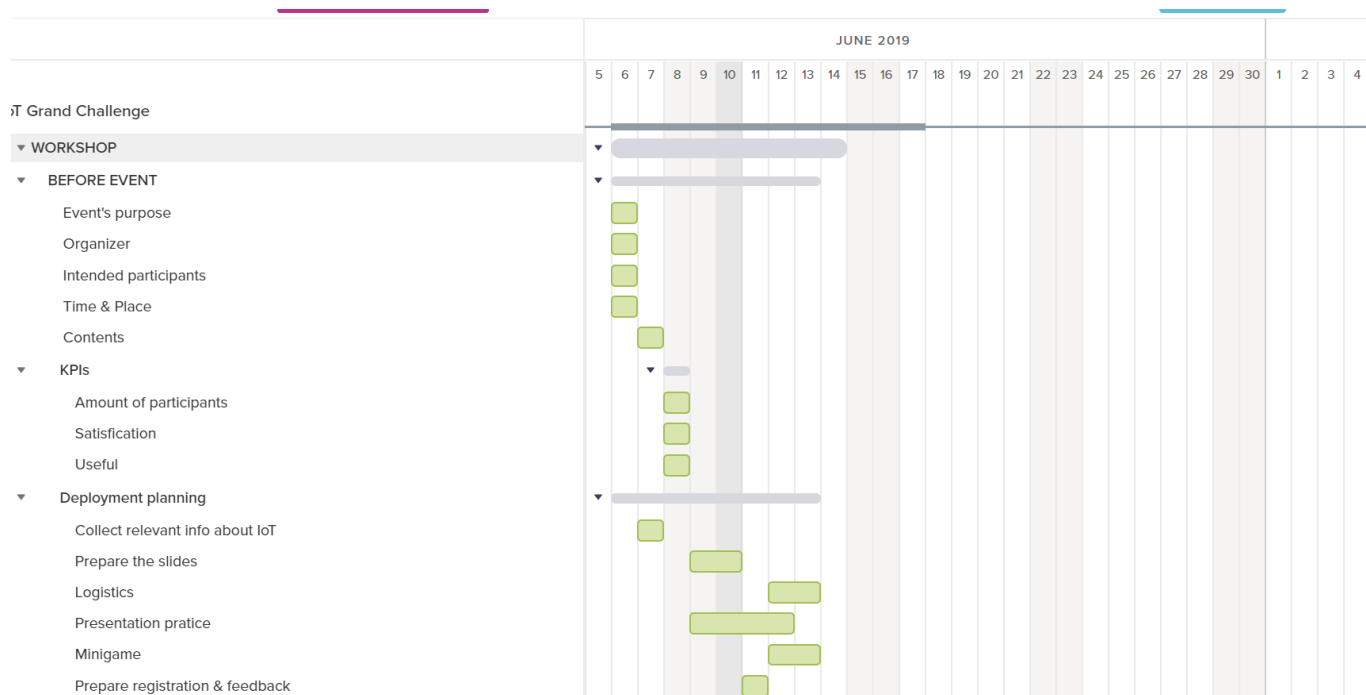 JUNE 2019
5 6 7 8 9 10 11 12 13 14 15 16 17 18 19 20 21 22 23 24 25 26 27 28 29 30 1 2 3 4
oT Grand Challenge
WORKSHOP
BEFORE EVENT
Event's purpose
Organizer
Intended participants
Time & Place
Contents
KPIs
Amount of participants
Satisfication
Useful
Deployment planning
Collect relevant info about IoT
Prepare the slides
Logistics
Presentation pratice
Minigame
Prepare registration & feedback